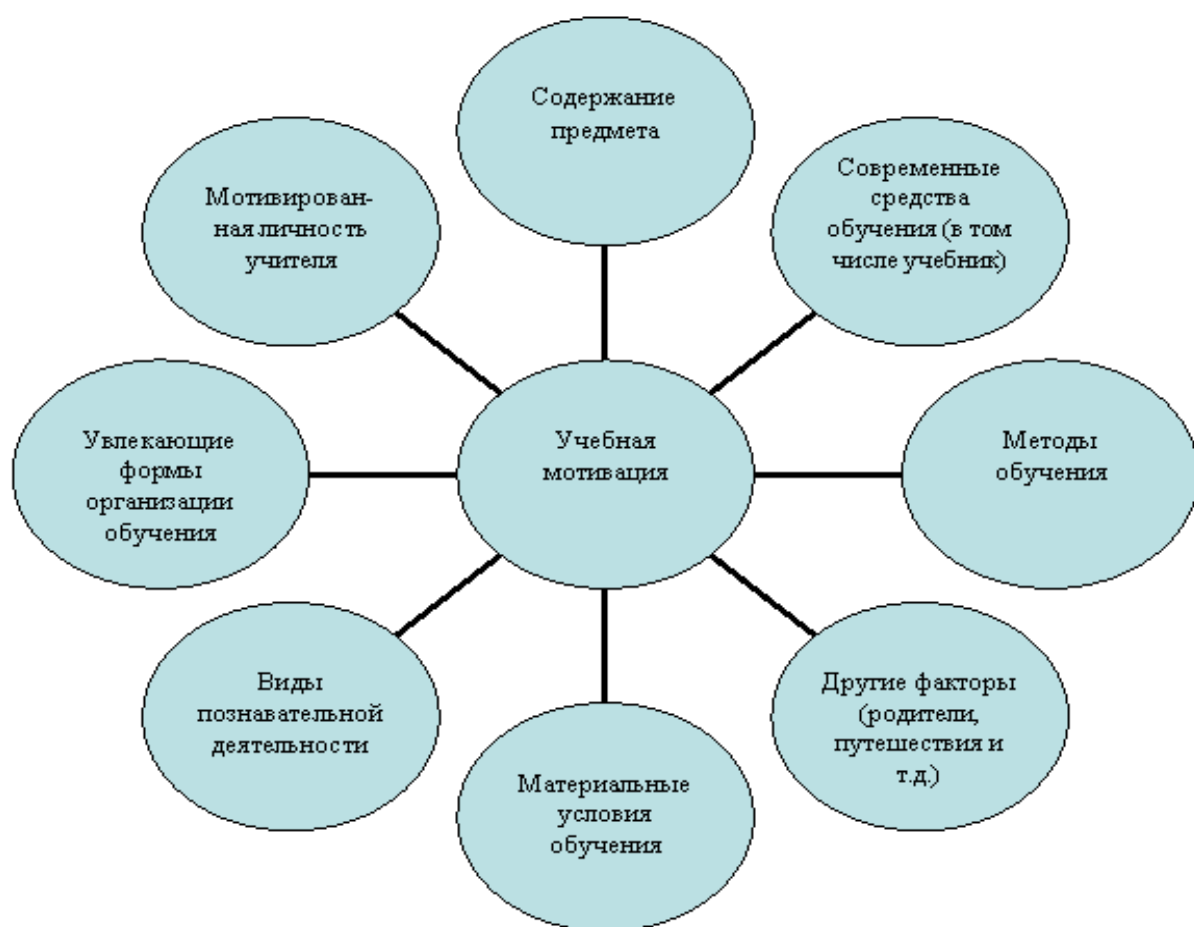 Содержание
предмета
Современные
средства
обучения (в том
числе учебник)
Методы
обучения
Другие факторы
(родители,
путешествия и
т.д.)
Материальные
условия
обучения
Виды
познавательной
деятельности
Увлекающие
формы
организации
обучения
Мотивирован-
ная личность
учителя
Учебная
мотивация